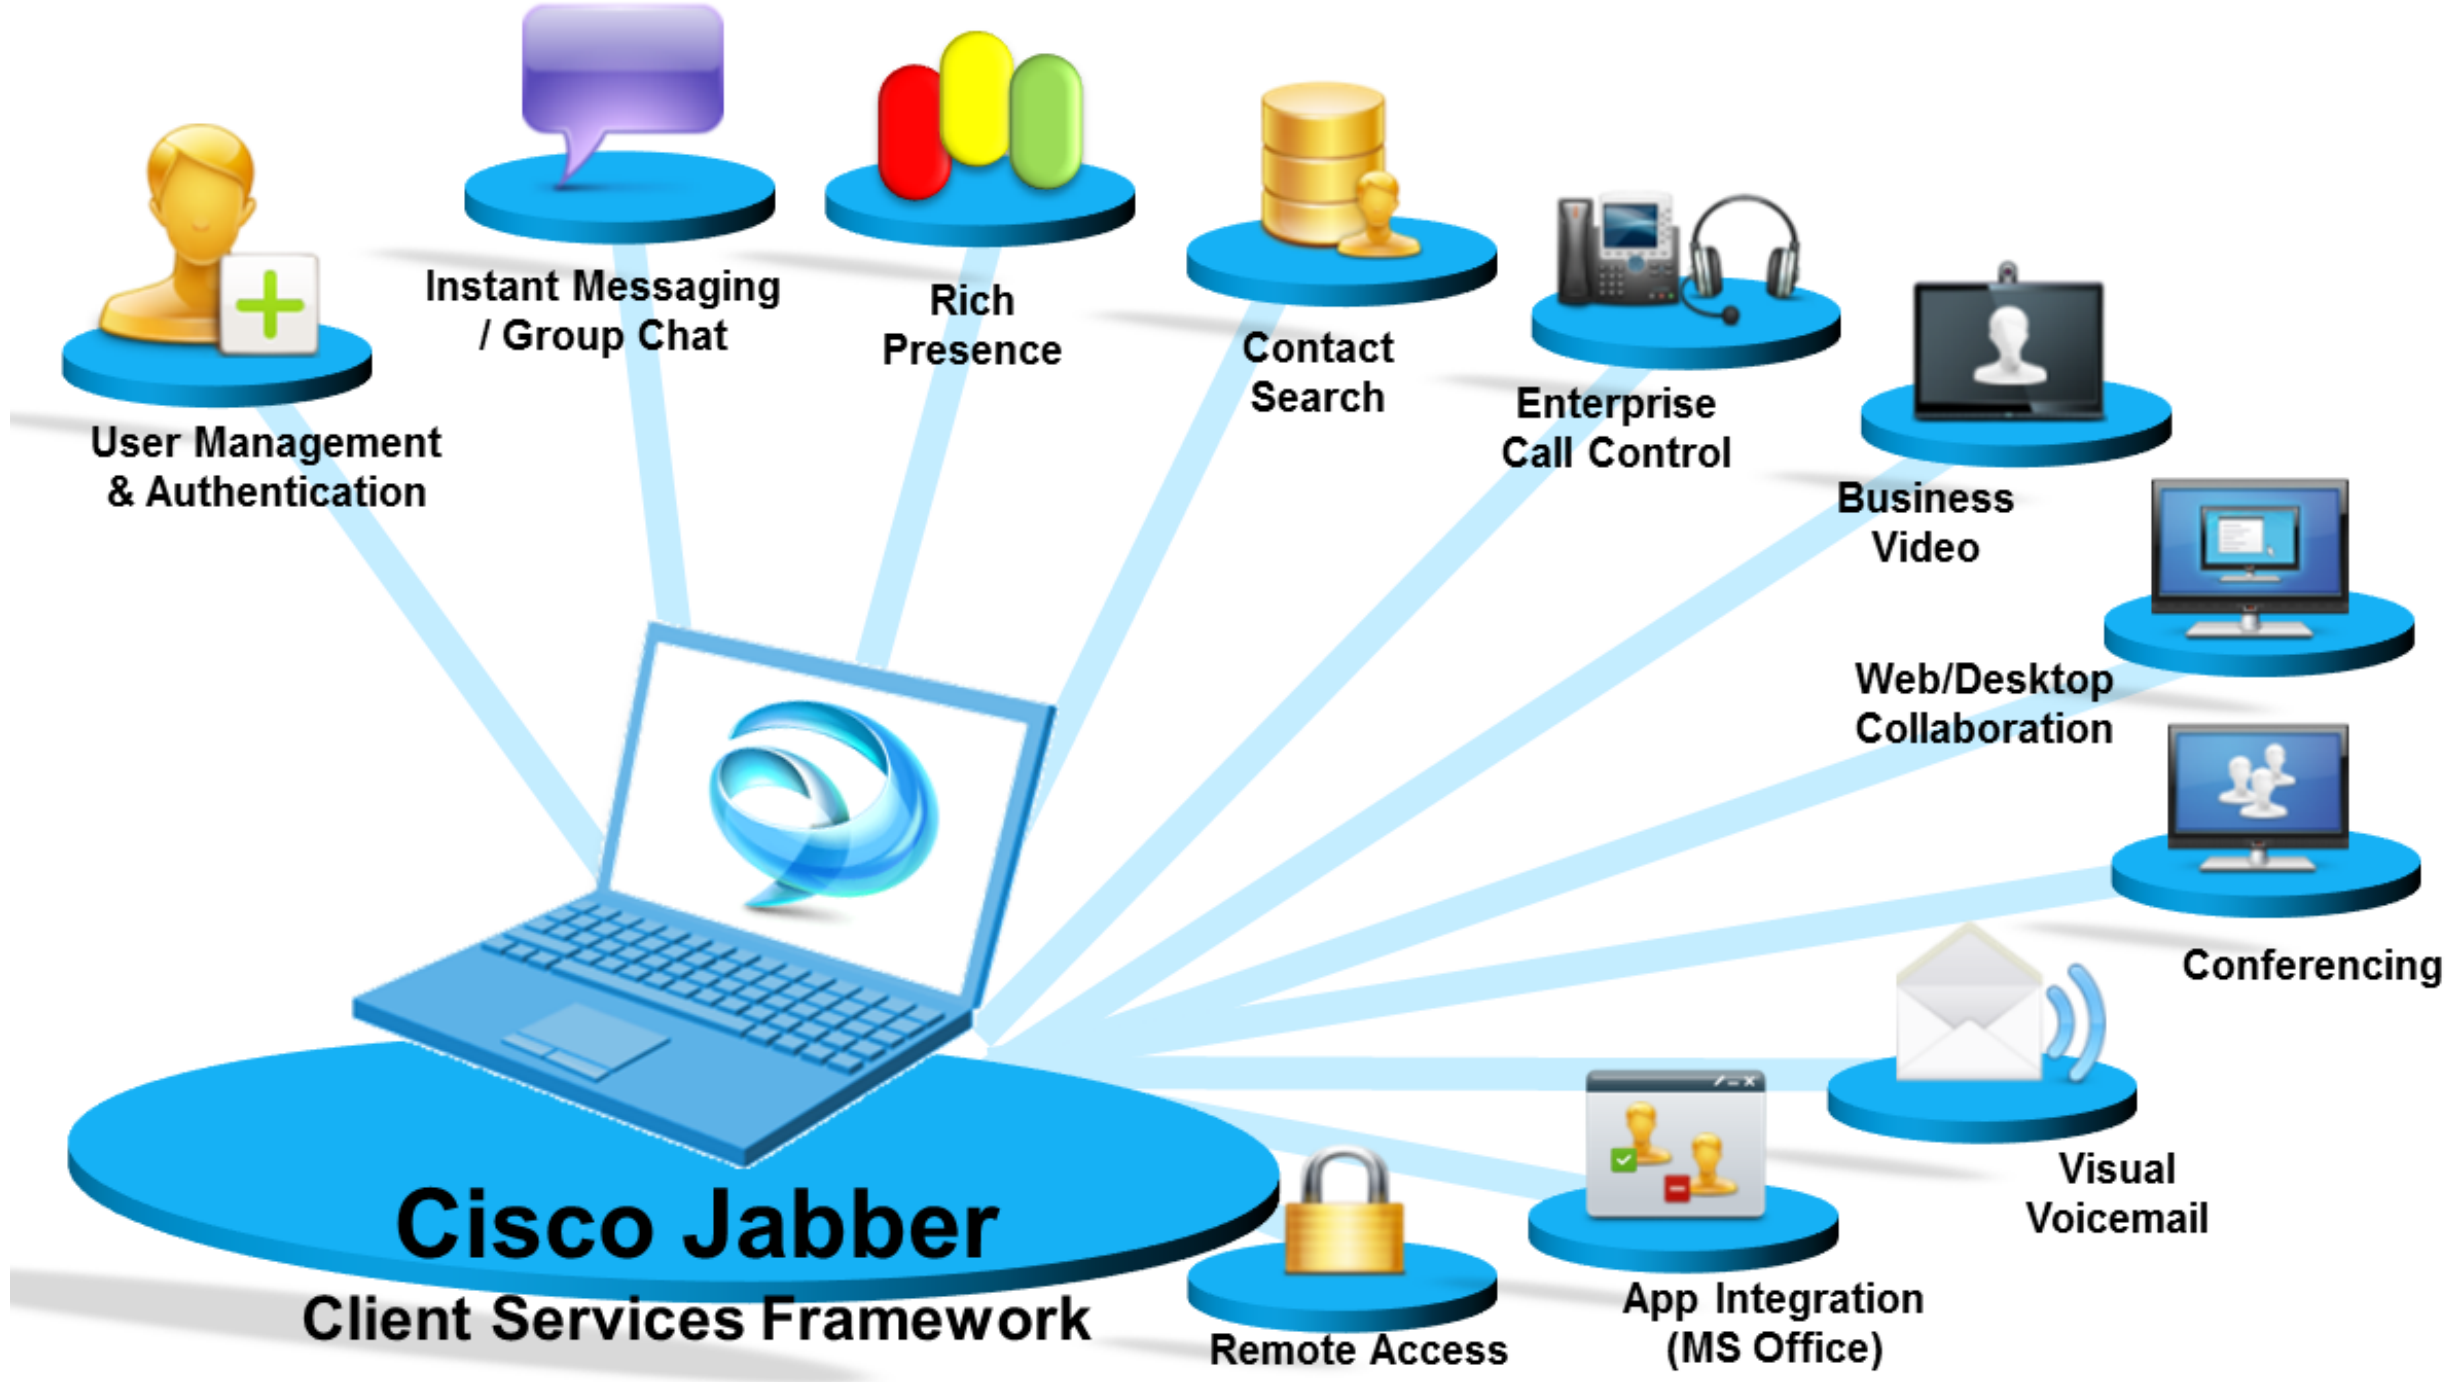 User Management
& Authentication
Instant Messaging
/ Group Chat
Rich
Presence
Contact
Search
Enterprise
Call Control
Business
Video
Web/Desktop
Collaboration
Conferencing
Visual
Voicemail
App Integration
(MS Office)
Remote Access
Cisco Jabber
Client Services Framework